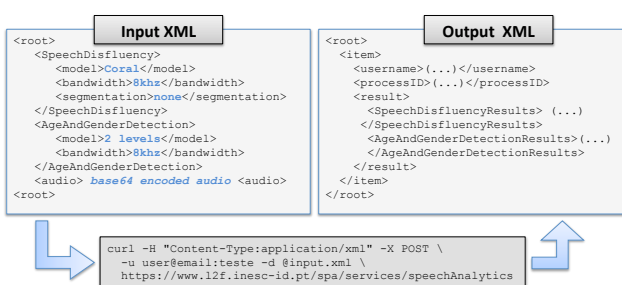 Input XML
<root>
<SpeechDisfluency>
<model>Coral</model>
<bandwidth>8khz</bandwidth>
<segmentation>none</segmentation>
</SpeechDisfluency>
<AgeAndGenderDetection>
<model>2 levels</model>
<bandwidth>8khz</bandwidth>
</AgeAndGenderDetection>
<audio> base64 encoded audio <audio>
<root>
Output XML
<root>
<item>
<username>(...)</username>
<processID>(...)</processID>
<result>
<SpeechDisfluencyResults> (...)
</SpeechDisfluencyResults>
<AgeAndGenderDetectionResults>(...)
</AgeAndGenderDetectionResults>
</result>
</item>
</root>
curl -H "Content-Type:application/xml" -X POST \
-u user@email:teste -d @input.xml \
https://www.l2f.inesc-id.pt/spa/services/speechAnalytics